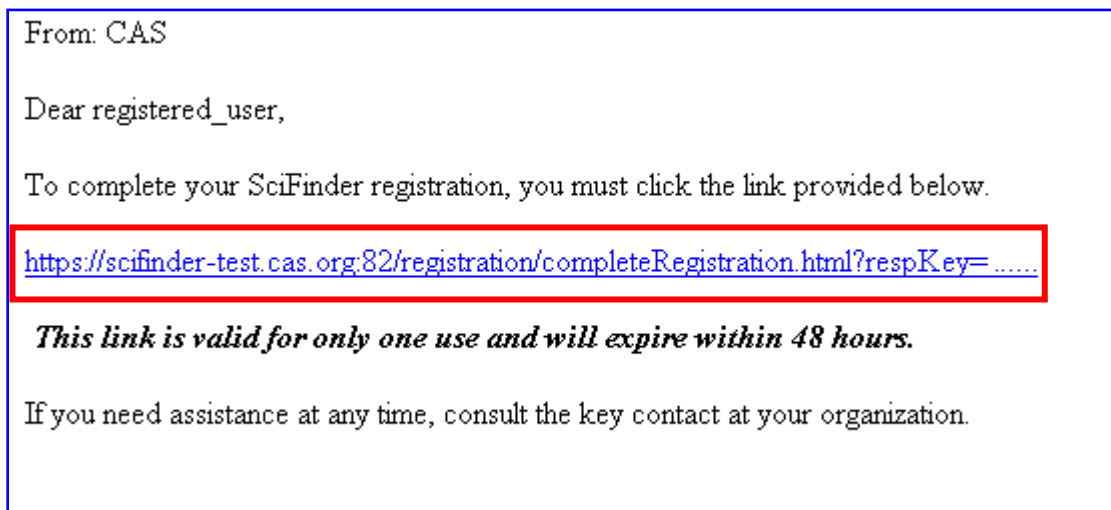 From: CAS
Dear registered_user,
To complete your SciFinder registration, you must click the link provided below.
https://scifinder-test.cas.org:82/registration/completeRegistration.html?respKey= ......
This link is valid for only one use and will expire within 48 hours.
If you need assistance at any time, consult the key contact at your organization.